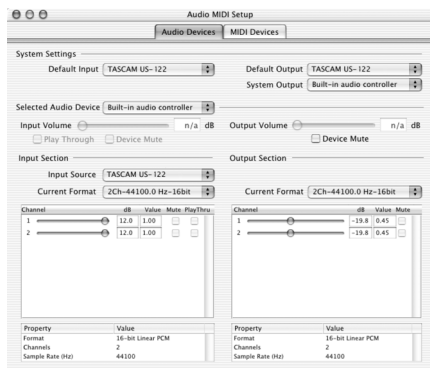 Audio MIDI Setup
Audio Devices MIDI Devices
System Settings
Default Input TASCAM US-122 Default Output TASCAM US-122
System Output Built-in audio controller
Selected Audio Device Built-in audio controller
Input Volume n/a dB Output Volume n/a dB
Play Through Device Mute Device Mute
Input Section Output Section
Input Source TASCAM US-122
Current Format 2Ch-44100.0 Hz-16bit Current Format 2Ch-44100.0 Hz-16bit
Channel dB Value Mute PlayThru Channel dB Value Mute
1 12.0 1.00 1 -19.8 0.45
2 12.0 1.00 2 -19.8 0.45
Property Value Property Value
Format 16-bit Linear PCM Format 16-bit Linear PCM
Channels 2 Channels 2
Sample Rate (Hz) 44100 Sample Rate (Hz) 44100